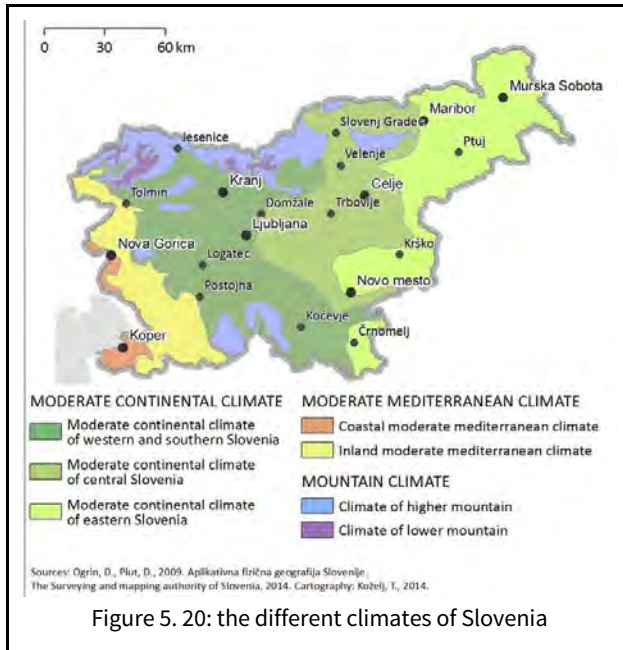 0 30 60 km
Murska Sobota
Maribor
Slovenj Gradec
Ptuj
Jesenice
Velenje
Kranj
Celje
Tolmin
Domžale
Trbovlje
Ljubljana
Nova Gorica
Krško
Logatec
Novo mesto
Postojna
Kočevje
Črnomelj
Koper
MODERATE CONTINENTAL CLIMATE
Moderate continental climate
of western and southern Slovenia
Moderate continental climate
of central Slovenia
Moderate continental climate
of eastern Slovenia
MODERATE MEDITERRANEAN CLIMATE
Coastal moderate mediterranean climate
Inland moderate mediterranean climate
MOUNTAIN CLIMATE
Climate of higher mountain
Climate of lower mountain
Sources: Ogrin, D., Plut, D., 2009. Aplikativna fizična geografija Slovenije.
The Surveying and mapping authority of Slovenia, 2014. Cartography: Koželj, T., 2014.
Figure 5. 20: the different climates of Slovenia